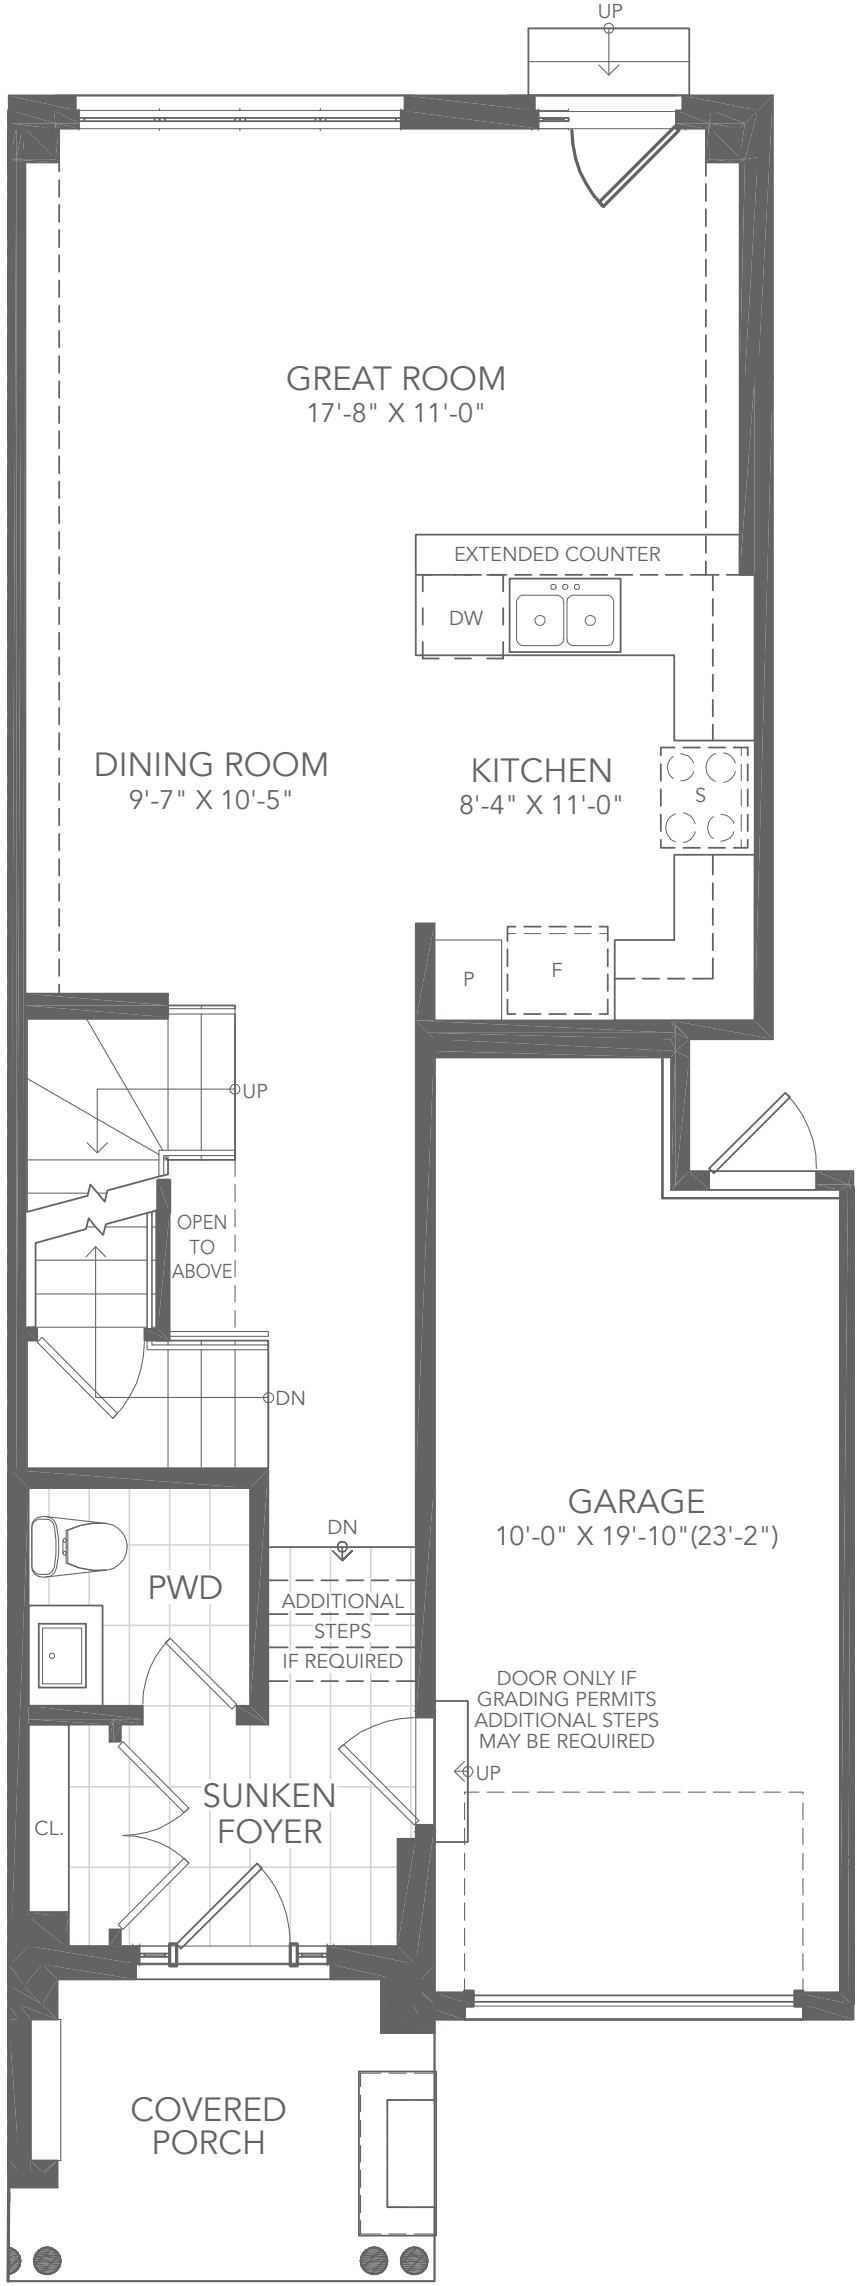 UP
GREAT ROOM
17'-8" X 11'-0"
EXTENDED COUNTER
DW
DINING ROOM
9'-7" X 10'-5"
KITCHEN
8'-4" X 11'-0"
S
P
F
UP
OPEN
TO
ABOVE
DN
GARAGE
10'-0" X 19'-10"(23'-2")
DN
PWD
ADDITIONAL
STEPS
IF REQUIRED
DOOR ONLY IF
GRADING PERMITS
ADDITIONAL STEPS
MAY BE REQUIRED
UP
SUNKEN
FOYER
CL.
COVERED
PORCH